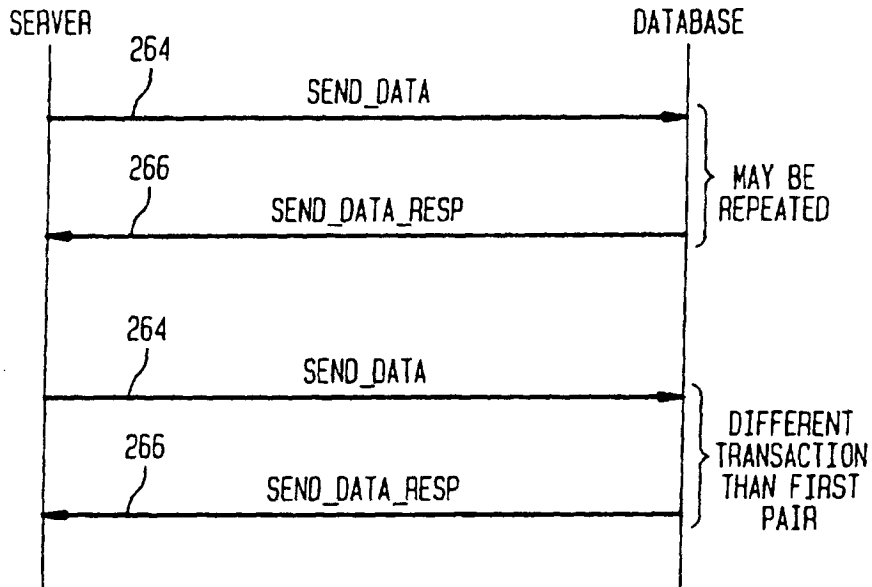 SERVER
DATABASE
264
SEND_DATA
266
SEND_DATA_RESP
MAY BE
REPEATED
264
SEND_DATA
266
SEND_DATA_RESP
DIFFERENT
TRANSACTION
THAN FIRST
PAIR